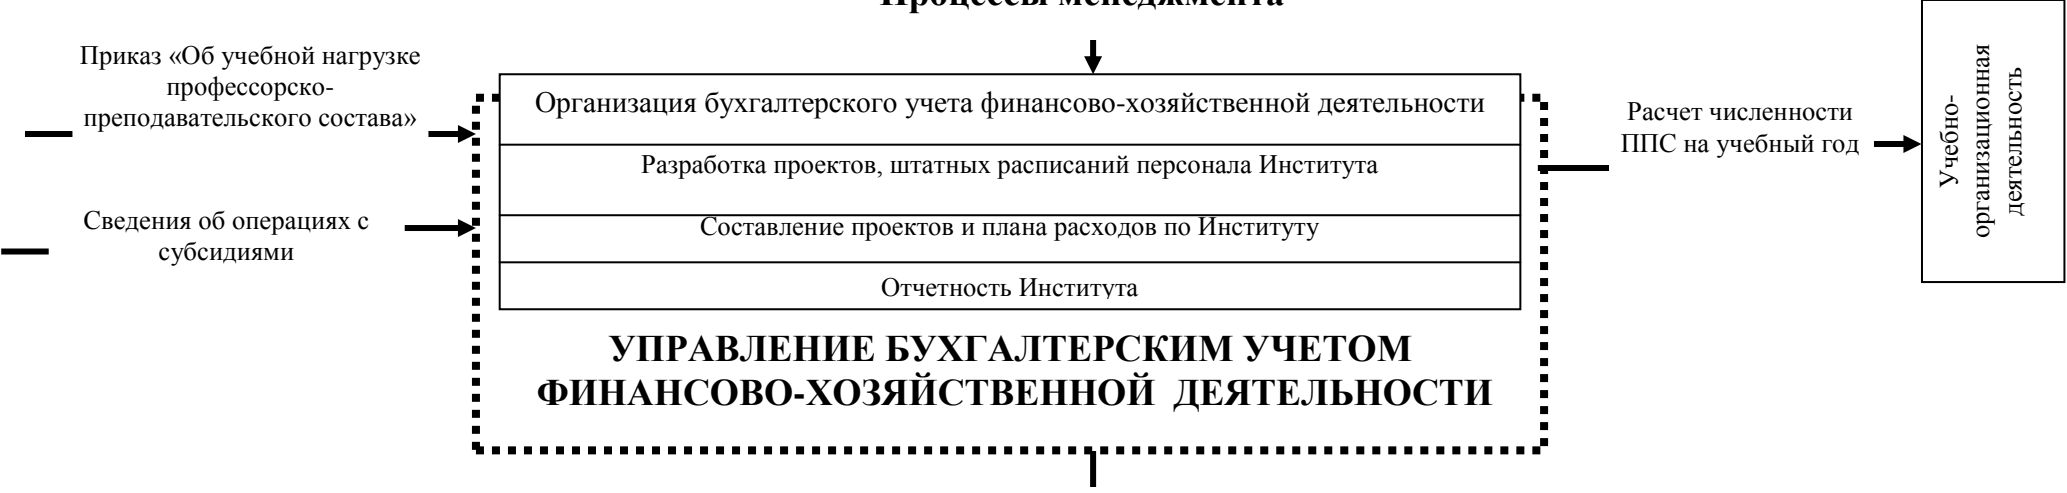 Процессы менеджмента
Приказ «Об учебной нагрузке
профессорско-
преподавательского состава»
Сведения об операциях с
субсидиями
Организация бухгалтерского учета финансово-хозяйственной деятельности
Разработка проектов, штатных расписаний персонала Института
Составление проектов и плана расходов по Институту
Отчетность Института
УПРАВЛЕНИЕ БУХГАЛТЕРСКИМ УЧЕТОМ
ФИНАНСОВО-ХОЗЯЙСТВЕННОЙ ДЕЯТЕЛЬНОСТИ
Расчет численности
ППС на учебный год
Учебно-
организационная
деятельность